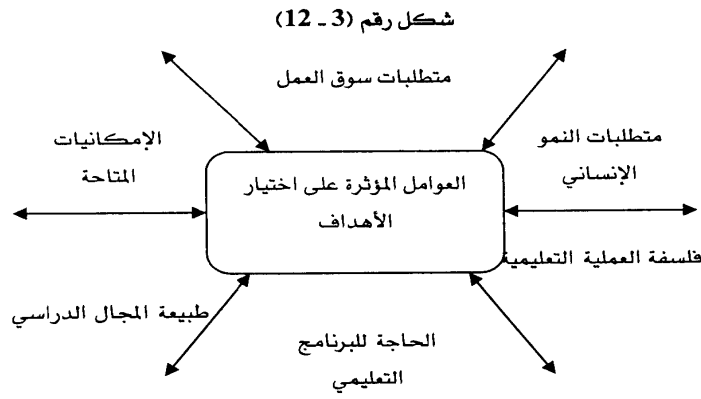 شكل رقم (3 ـ 12)
متطلبات سوق العمل
متطلبات النمو
الإنساني
الإمكانيات
المتاحة
العوامل المؤثرة على اختيار
الأهداف
فلسفة العملية التعليمية
طبيعة المجال الدراسي
الحاجة للبرنامج
التعليمي